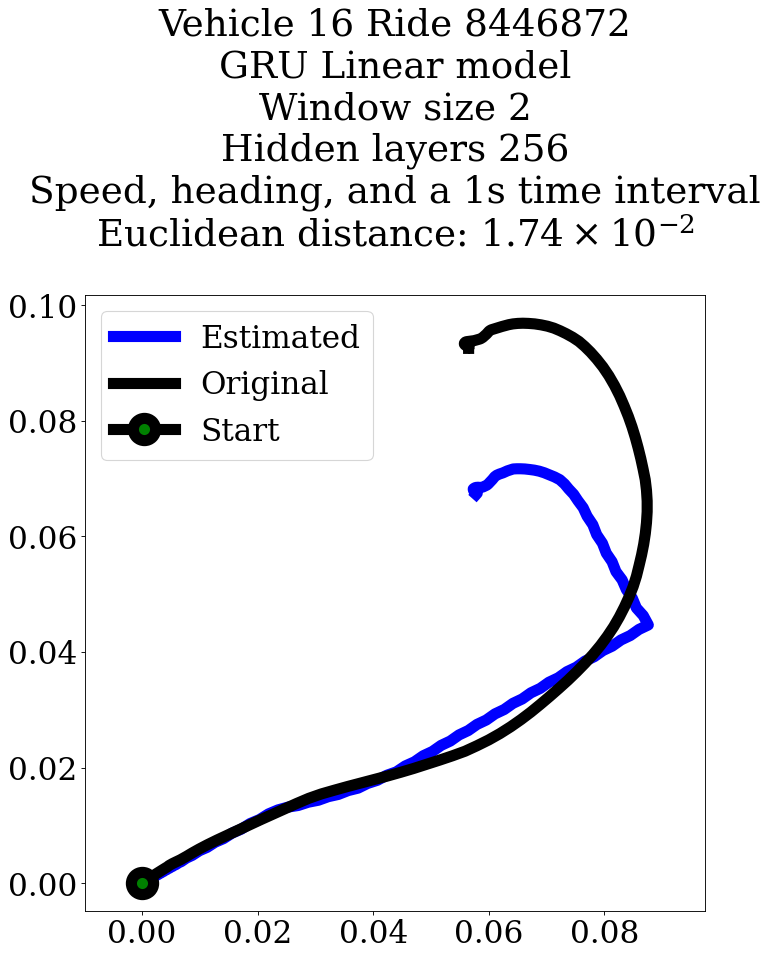 Vehicle 16 Ride 8446872
GRU Linear model
Window size 2
Hidden layers 256
Speed, heading, and a 1s time interval
Euclidean distance: 1.74 × 10⁻²
Estimated
Original
Start
0.10
0.08
0.06
0.04
0.02
0.00
0.00 0.02 0.04 0.06 0.08